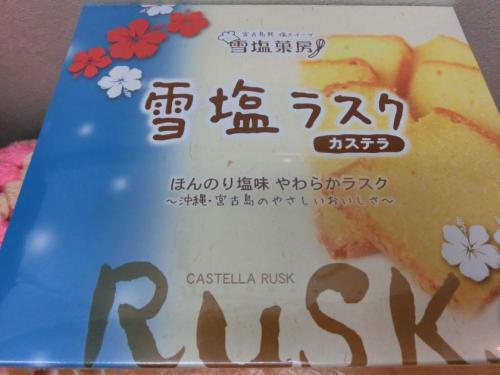 宮古島発 塩スイーツ
雪塩菓房
雪塩ラスク
カステラ
ほんのり塩味 やわらかラスク
～沖縄・宮古島のやさしいおいしさ～
CASTELLA RUSK
RUSK